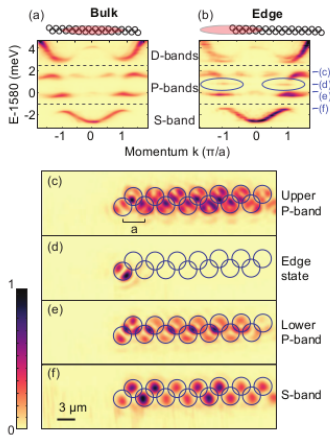 (a) Bulk
(b) Edge
E-1580 (meV)
4
2
0
-2
D-bands
P-bands
S-band
(c)
(d)
(e)
(f)
-1 0 1
-1 0 1
Momentum k (π/a)
(c)
a
Upper
P-band
(d)
Edge
state
(e)
Lower
P-band
(f)
S-band
3 μm
1
0